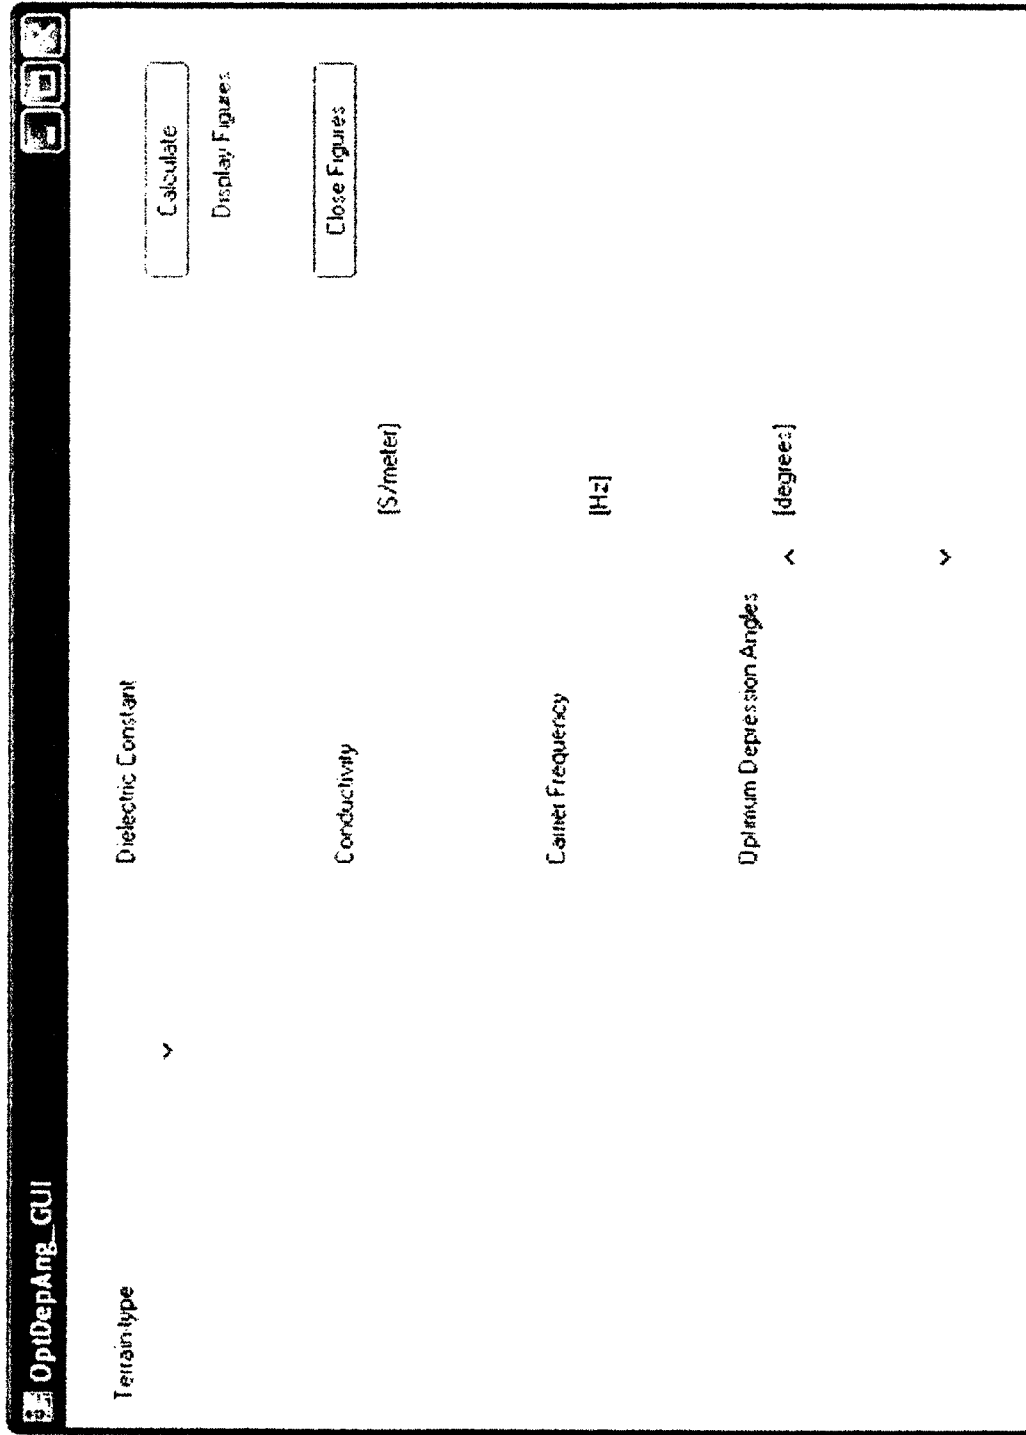 OptDepAng_GUI
Terrain-type
Dielectric Constant
Calculate
Display Figures
Conductivity
Close Figures
[S/meter]
Carrier Frequency
[Hz]
Optimum Depression Angles
[degrees]